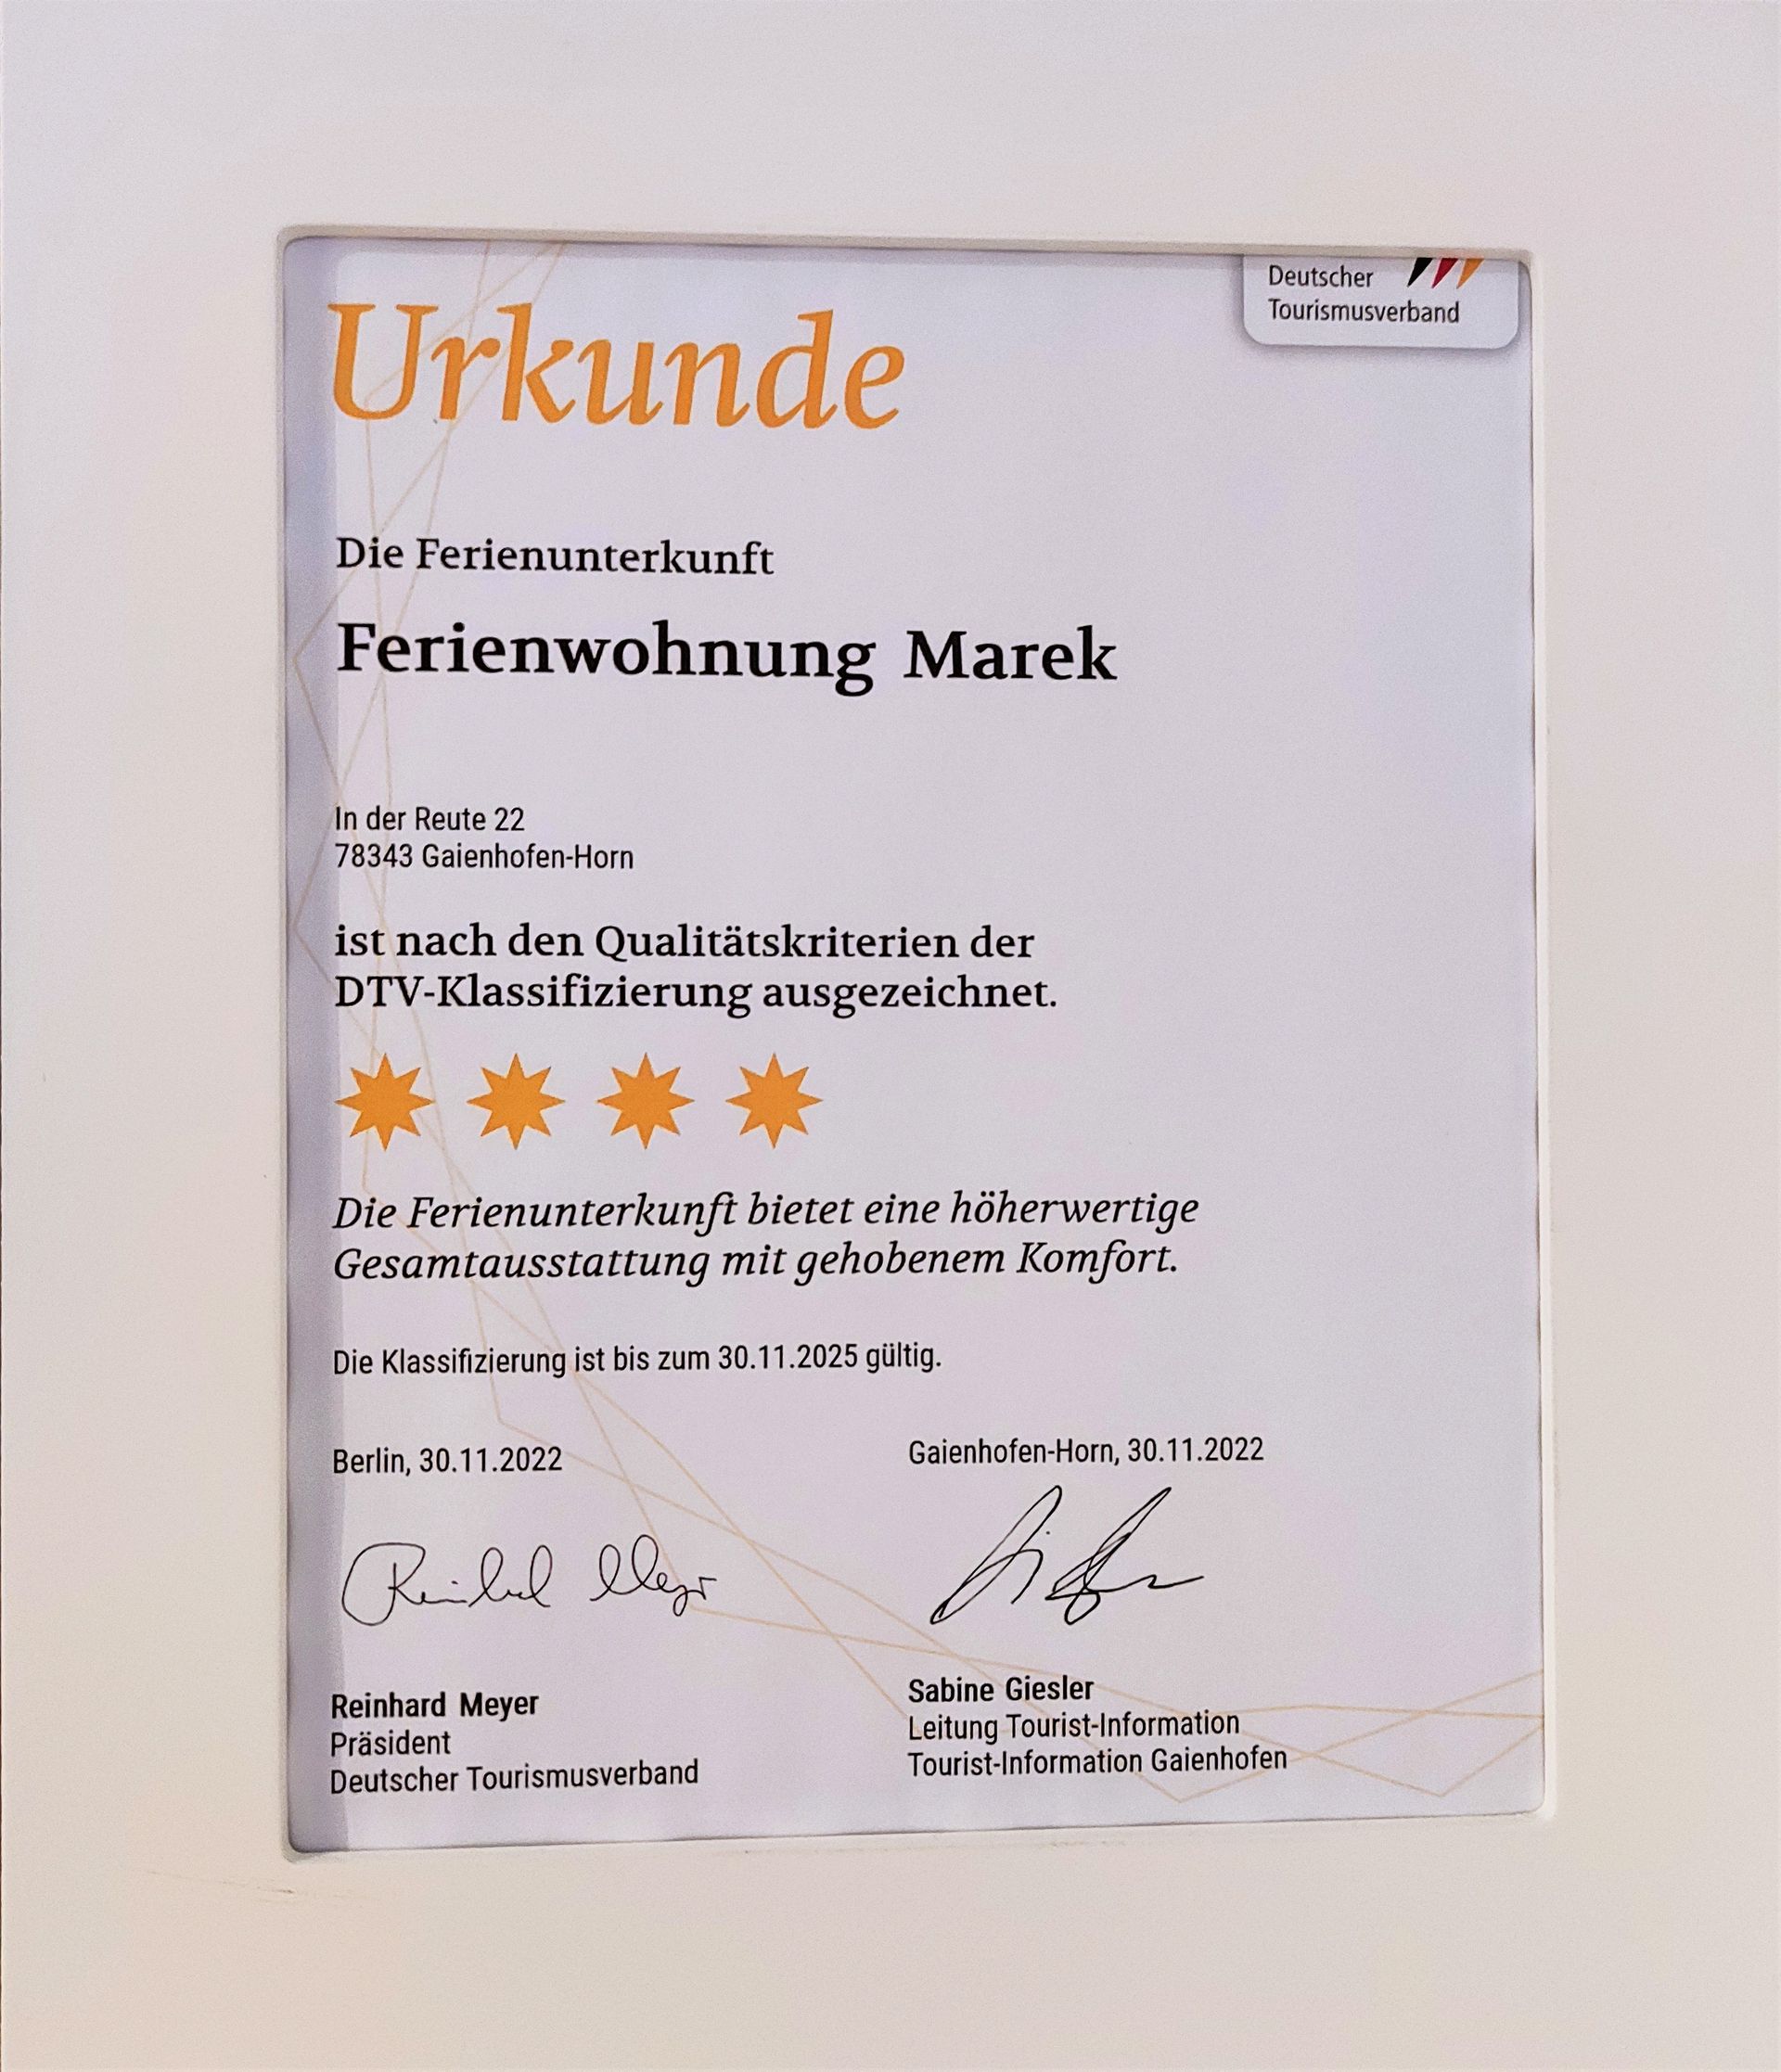 Deutscher
Tourismusverband
Urkunde
Die Ferienunterkunft
Ferienwohnung Marek
In der Reute 22
78343 Gaienhofen-Horn
ist nach den Qualitätskriterien der
DTV-Klassifizierung ausgezeichnet.
Die Ferienunterkunft bietet eine höherwertige
Gesamtausstattung mit gehobenem Komfort.
Die Klassifizierung ist bis zum 30.11.2025 gültig.
Berlin, 30.11.2022
Reinhard Meyer
Reinhard Meyer
Präsident
Deutscher Tourismusverband
Gaienhofen-Horn, 30.11.2022
Sabine Giesler
Leitung Tourist-Information
Tourist-Information Gaienhofen